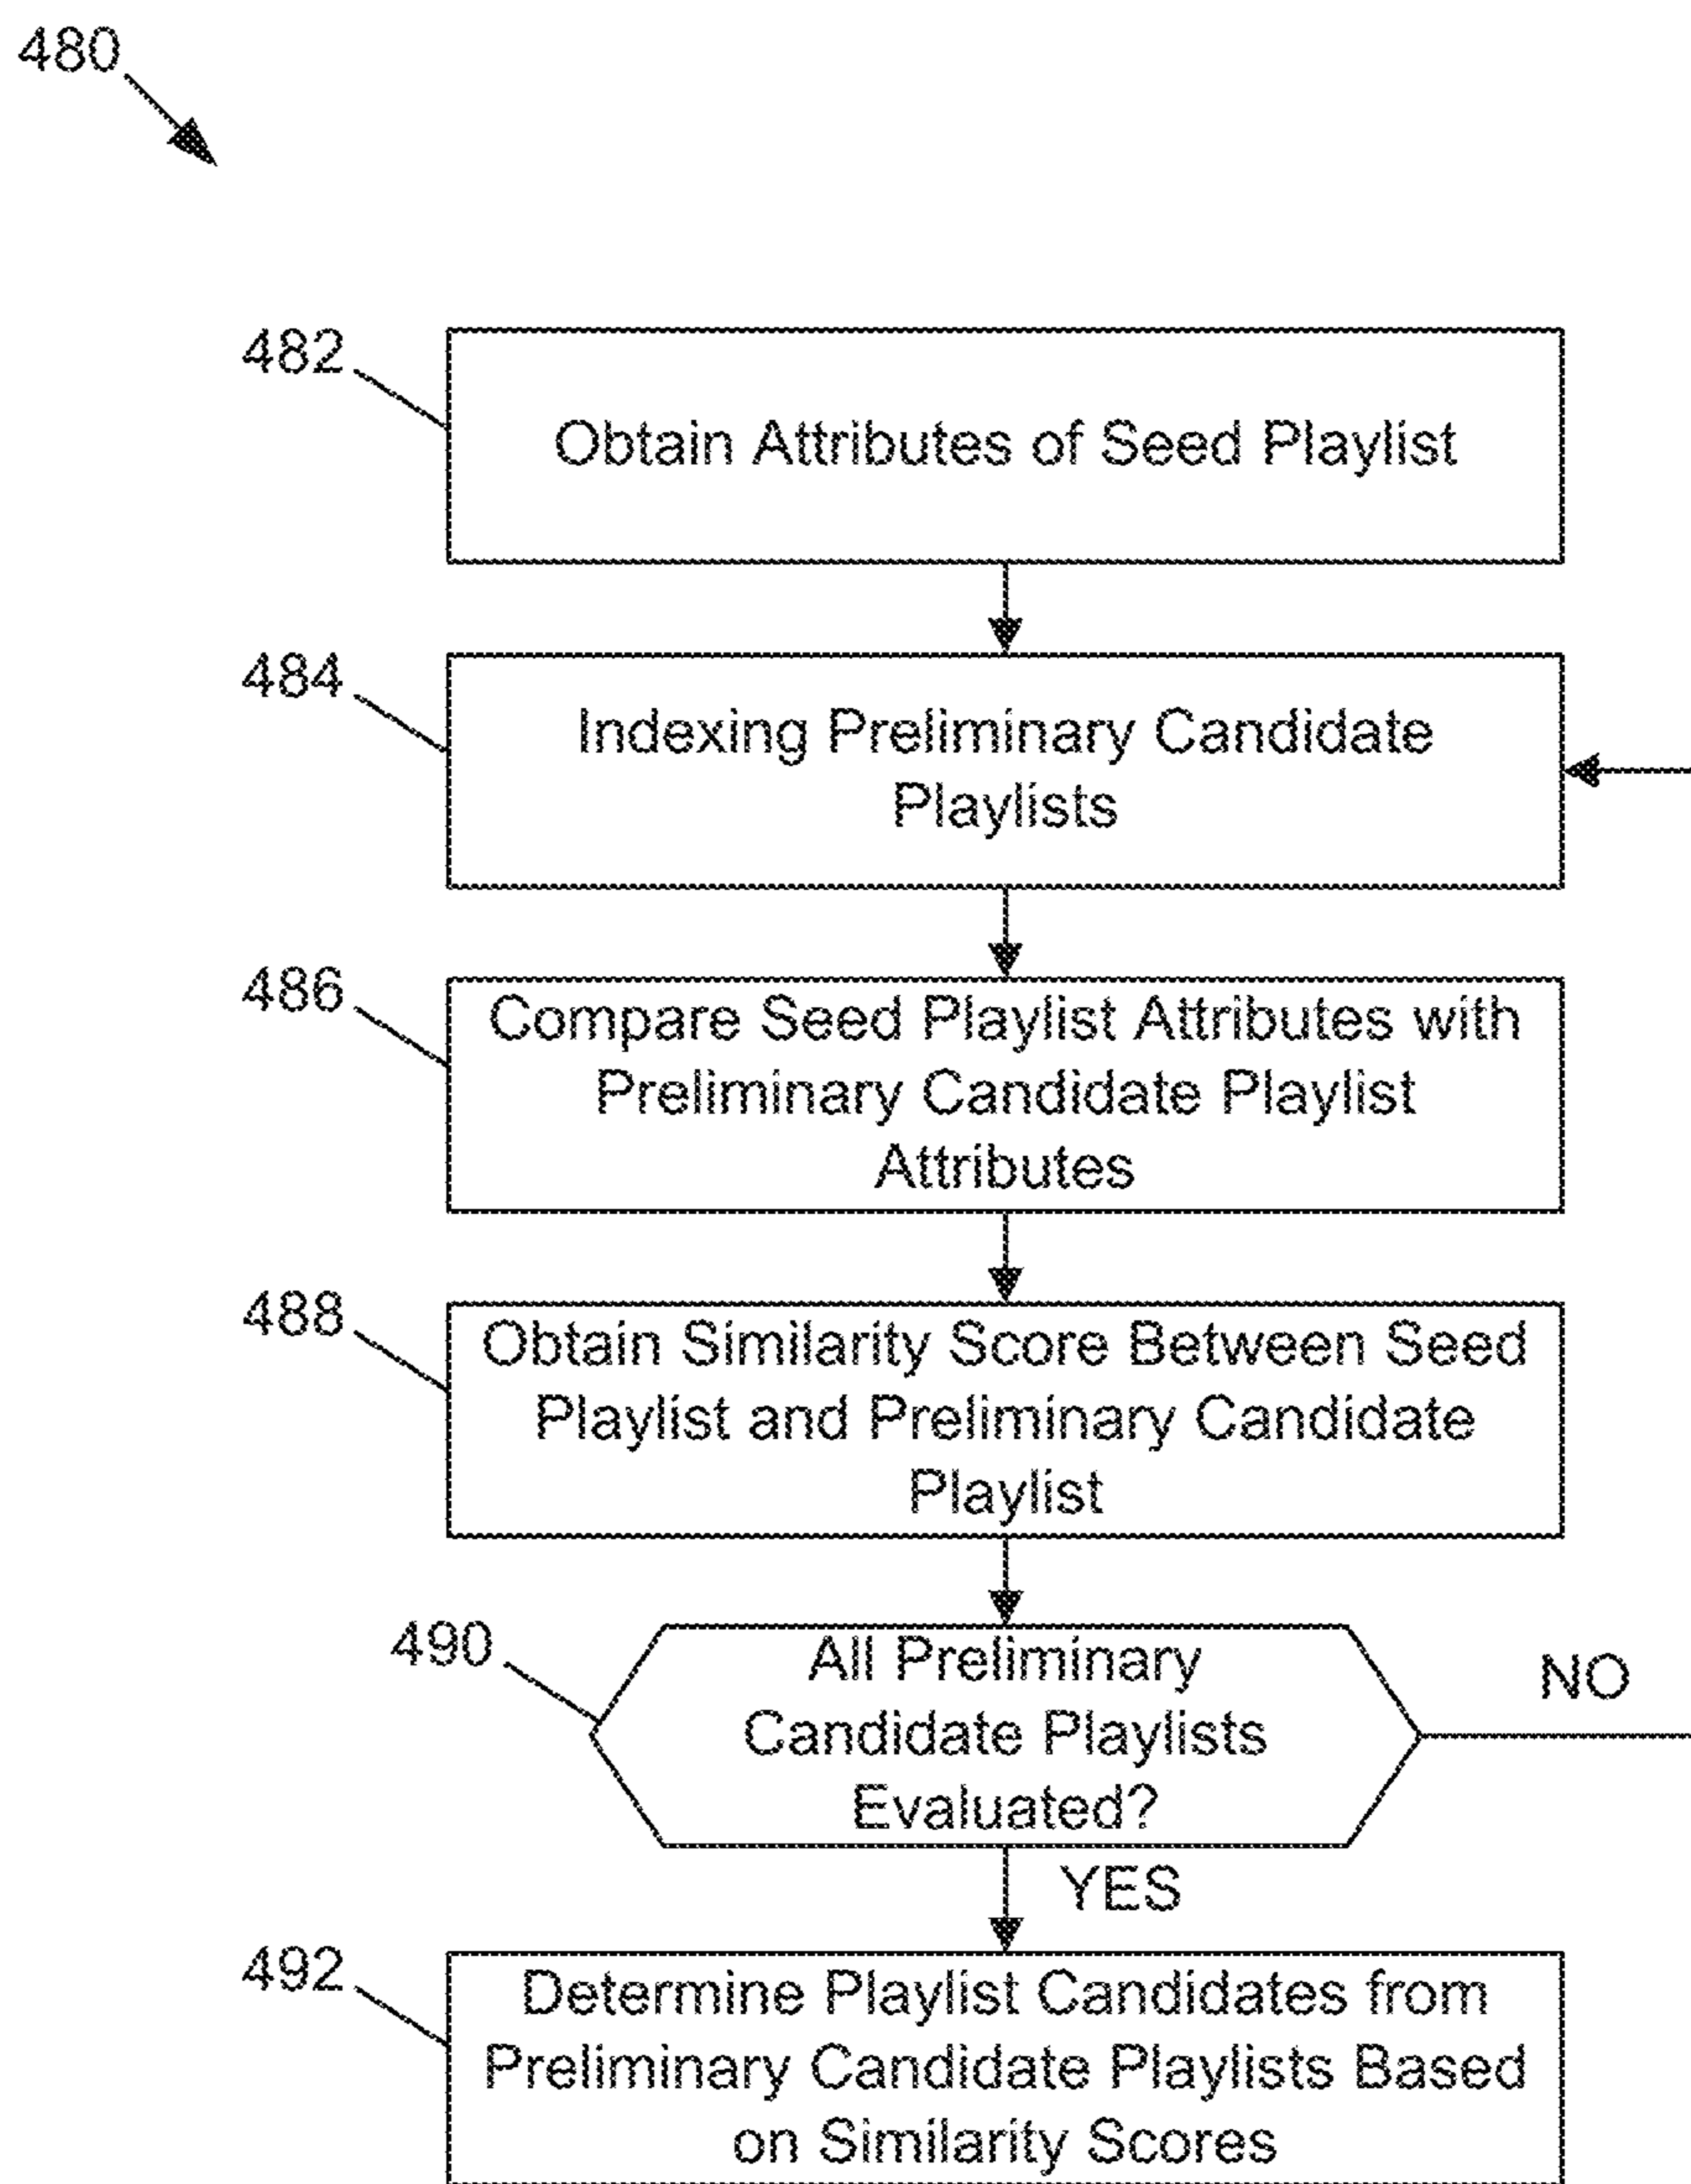 480
482
Obtain Attributes of Seed Playlist
484
Indexing Preliminary Candidate
Playlists
486
Compare Seed Playlist Attributes with
Preliminary Candidate Playlist
Attributes
488
Obtain Similarity Score Between Seed
Playlist and Preliminary Candidate
Playlist
490
All Preliminary
Candidate Playlists
Evaluated?
NO
YES
492
Determine Playlist Candidates from
Preliminary Candidate Playlists Based
on Similarity Scores